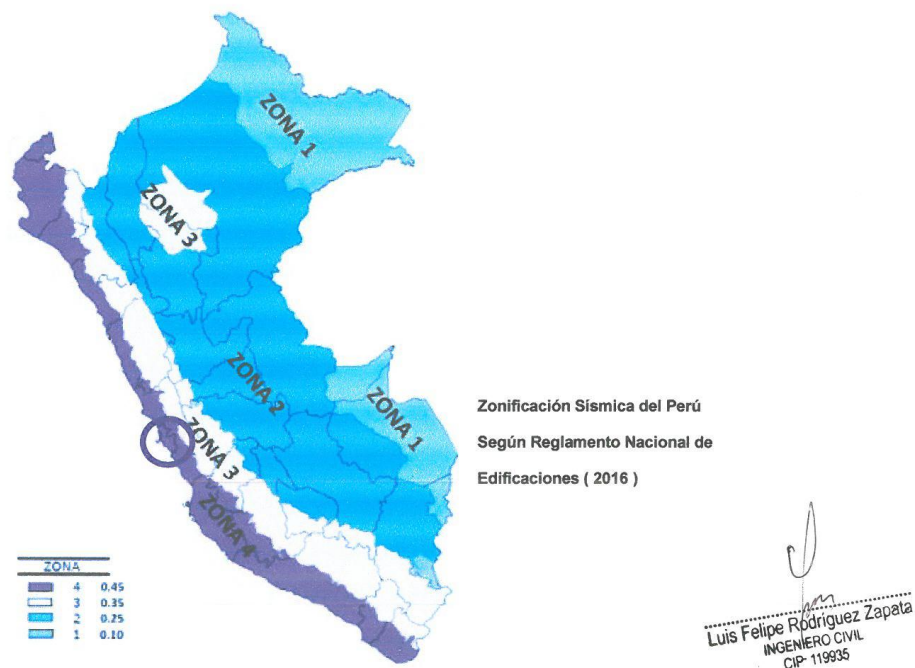 ZONA 1
ZONA 3
ZONA 2
ZONA 1
ZONA 3
ZONA 4
Zonificación Sísmica del Perú
Según Reglamento Nacional de
Edificaciones ( 2016 )
ZONA
4 0.45
3 0.35
2 0.25
1 0.10
Luis Felipe Rodriguez Zapata
INGENIERO CIVIL
CIP- 119935